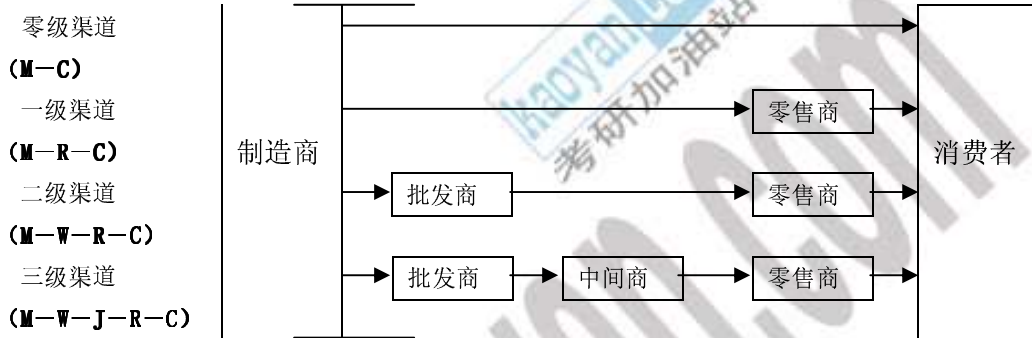 零级渠道
(M—C)
一级渠道
(M—R—C)
二级渠道
(M—W—R—C)
三级渠道
(M—W—J—R—C)
制造商
零售商
批发商
零售商
批发商
中间商
零售商
消费者
考研加油站